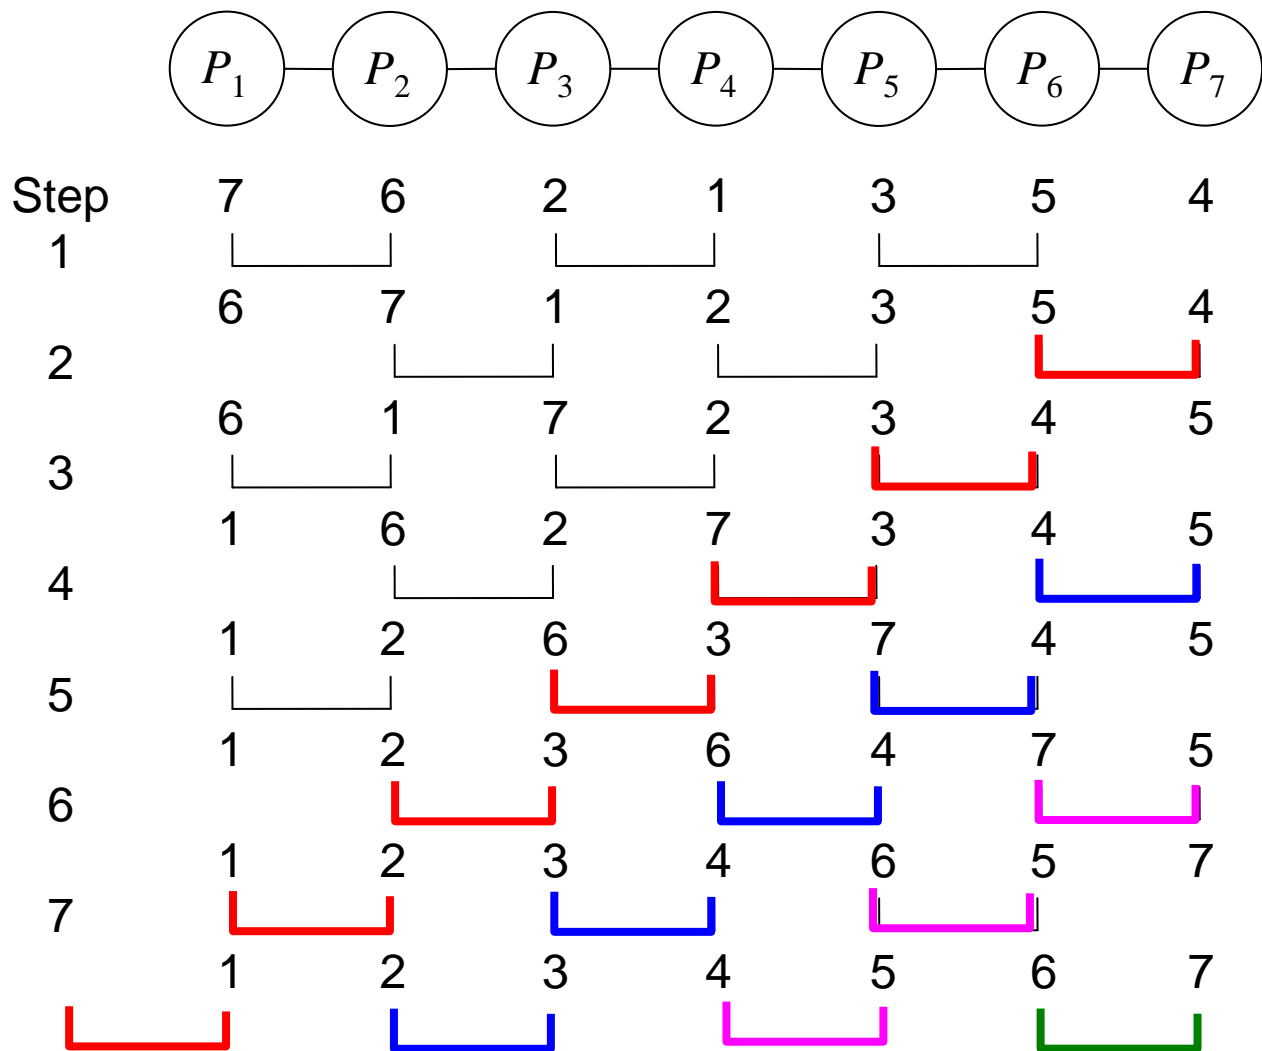 P1 P2 P3 P4 P5 P6 P7
Step 7 6 2 1 3 5 4
1
6 7 1 2 3 5 4
2
6 1 7 2 3 4 5
3
1 6 2 7 3 4 5
4
1 2 6 3 7 4 5
5
1 2 3 6 4 7 5
6
1 2 3 4 6 5 7
7
1 2 3 4 5 6 7